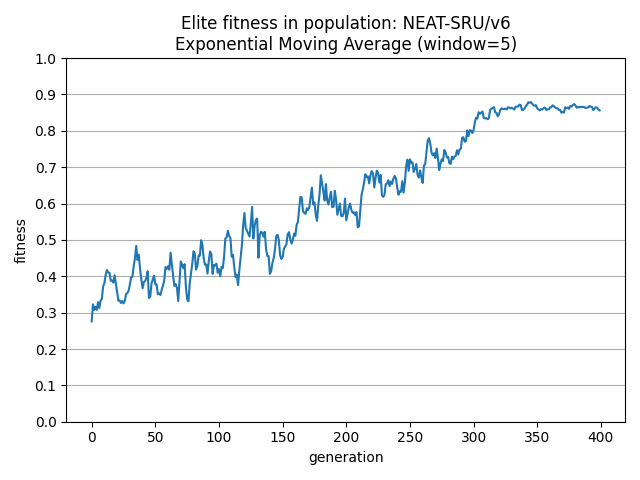 Elite fitness in population: NEAT-SRU/v6
Exponential Moving Average (window=5)
fitness
1.0
0.9
0.8
0.7
0.6
0.5
0.4
0.3
0.2
0.1
0.0
0 50 100 150 200 250 300 350 400
generation